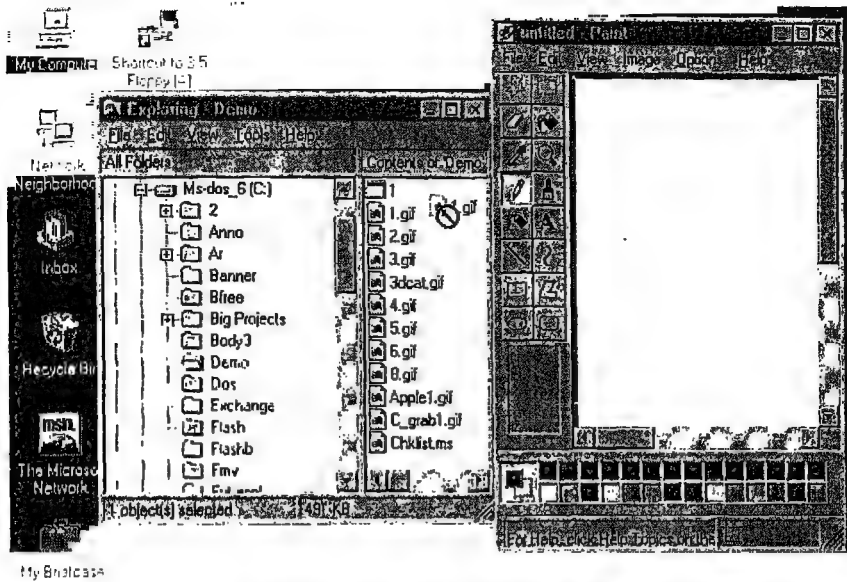 My Computer
Shortcut to 3.5
Floppy [A]
Network
Neighborhood
Inbox
Recycle Bin
msn.
The Microso
Network
My Briefcase
Exploring - Demo
File Edit View Tools Help
All Folders
Contents of Demo
Ms-dos_6 (C:)
2
Anno
Ar
Banner
Bfree
Big Projects
Body3
Demo
Dos
Exchange
Flash
Flashb
Fmv
1
1.gif
2.gif
3.gif
3dcat.gif
4.gif
5.gif
6.gif
8.gif
Apple1.gif
C_grab1.gif
Chklist.ms
gif
1 object(s) selected
untitled - Paint
File Edit View Image Options Help
For Help, click Help Topics on the